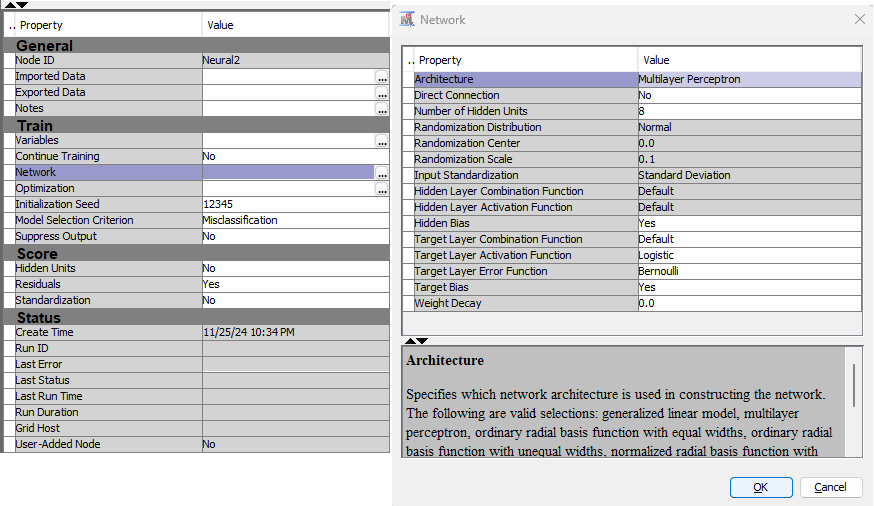 .. Property Value
General
Node ID Neural2
Imported Data ...
Exported Data ...
Notes ...
Train
Variables ...
Continue Training No
Network ...
Optimization ...
Initialization Seed 12345
Model Selection Criterion Misclassification
Suppress Output No
Score
Hidden Units No
Residuals Yes
Standardization No
Status
Create Time 11/25/24 10:34 PM
Run ID
Last Error
Last Status
Last Run Time
Run Duration
Grid Host
User-Added Node No
Network
.. Property Value
Architecture Multilayer Perceptron
Direct Connection No
Number of Hidden Units 8
Randomization Distribution Normal
Randomization Center 0.0
Randomization Scale 0.1
Input Standardization Standard Deviation
Hidden Layer Combination Function Default
Hidden Layer Activation Function Default
Hidden Bias Yes
Target Layer Combination Function Default
Target Layer Activation Function Logistic
Target Layer Error Function Bernoulli
Target Bias Yes
Weight Decay 0.0
Architecture
Specifies which network architecture is used in constructing the network.
The following are valid selections: generalized linear model, multilayer
perceptron, ordinary radial basis function with equal widths, ordinary radial
basis function with unequal widths, normalized radial basis function with
OK Cancel